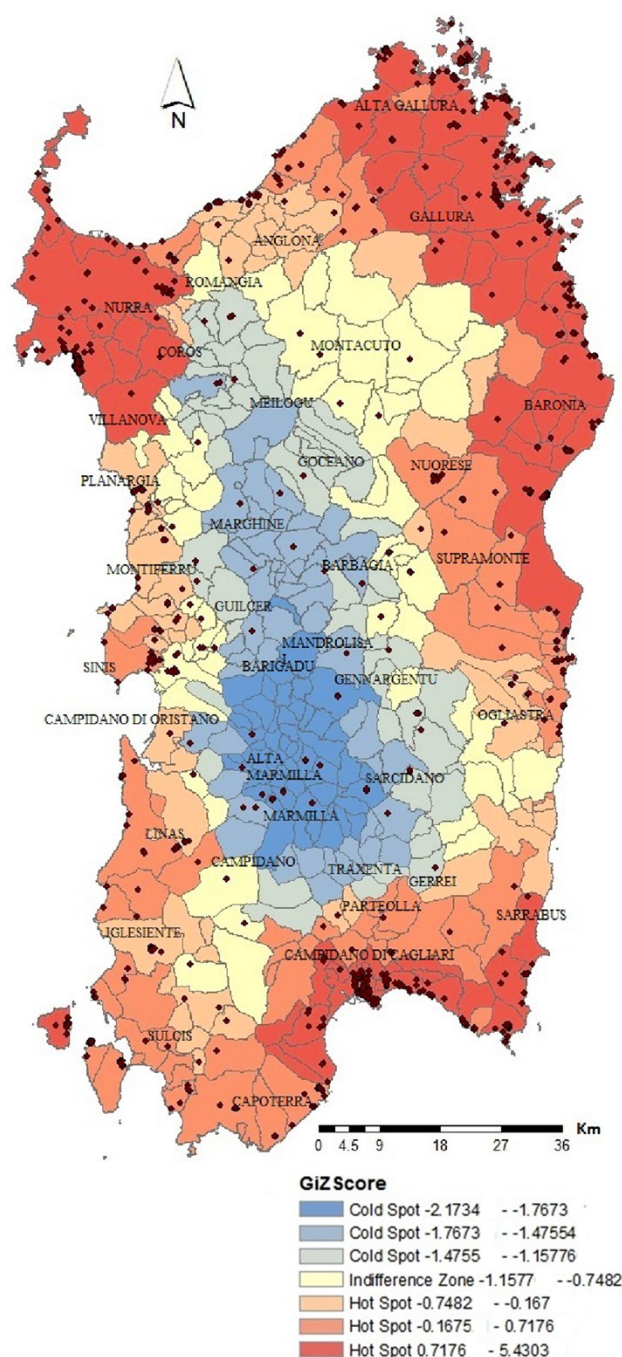 N
ALTA GALLURA
GALLURA
ANGLONA
ROMANGIA
NURRA
MONTACUTO
COROS
MEILOGU
BARONIA
VILLANOVA
GOCEANO
NUORESE
PLANARGIA
MARGHINE
SUPRAMONTE
MONTIFERRU
BARBAGIA
GUILCER
MANDROLISA
I
SINIS
BARIGADU
GENNARGENTU
CAMPIDANO DI ORISTANO
OGLIASTRA
ALTA
MARMILLA
SARCIDANO
MARMILLA
LINAS
CAMPIDANO
TRAXENTA
GERREI
PARTEOLLA
SARRABUS
IGLESIENTE
CAMPIDANO DI CAGLIARI
SULCIS
CAPOTERRA
Km
0 4.5 9 18 27 36
GiZScore
Cold Spot -2.1734 - -1.7673
Cold Spot -1.7673 - -1.47554
Cold Spot -1.4755 - -1.15776
Indifference Zone -1.1577 - -0.7482
Hot Spot -0.7482 - -0.167
Hot Spot -0.1675 - 0.7176
Hot Spot 0.7176 - 5.4303